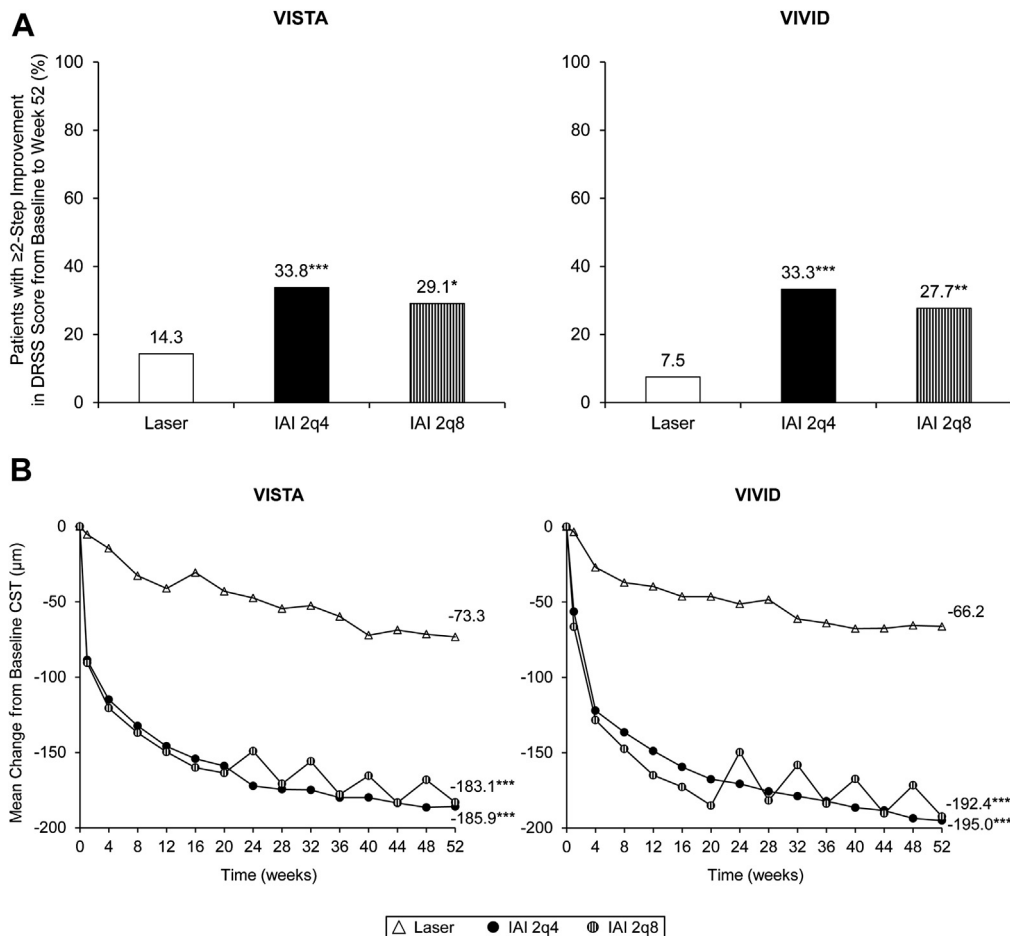 A
VISTA
VIVID
Patients with ≥2-Step Improvement
in DRSS Score from Baseline to Week 52 (%)
100
80
60
40
20
0
14.3
33.8***
29.1*
Laser
IAI 2q4
IAI 2q8
100
80
60
40
20
0
7.5
33.3***
27.7**
Laser
IAI 2q4
IAI 2q8
B
VISTA
VIVID
Mean Change from Baseline CST (µm)
0
-50
-100
-150
-200
-73.3
-183.1***
-185.9***
0 4 8 12 16 20 24 28 32 36 40 44 48 52
Time (weeks)
0
-50
-100
-150
-200
-66.2
-192.4***
-195.0***
0 4 8 12 16 20 24 28 32 36 40 44 48 52
Time (weeks)
Laser IAI 2q4 IAI 2q8